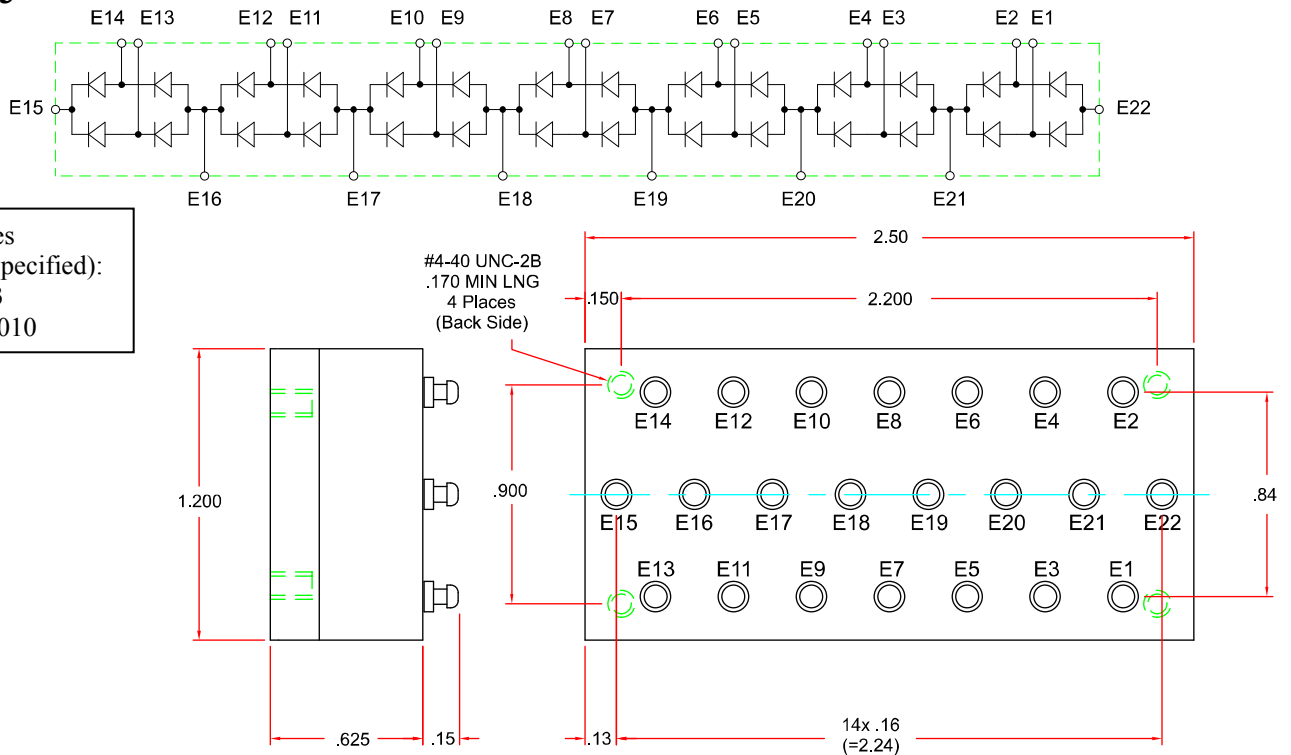 E14 E13 E12 E11 E10 E9 E8 E7 E6 E5 E4 E3 E2 E1
E15 E22
E16 E17 E18 E19 E20 E21
es
pecified):
010
#4-40 UNC-2B
.170 MIN LNG
4 Places
(Back Side)
2.50
.150 2.200
E14 E12 E10 E8 E6 E4 E2
1.200 .900 .84
E15 E16 E17 E18 E19 E20 E21 E22
E13 E11 E9 E7 E5 E3 E1
.625 .15 .13
14x .16
(=2.24)